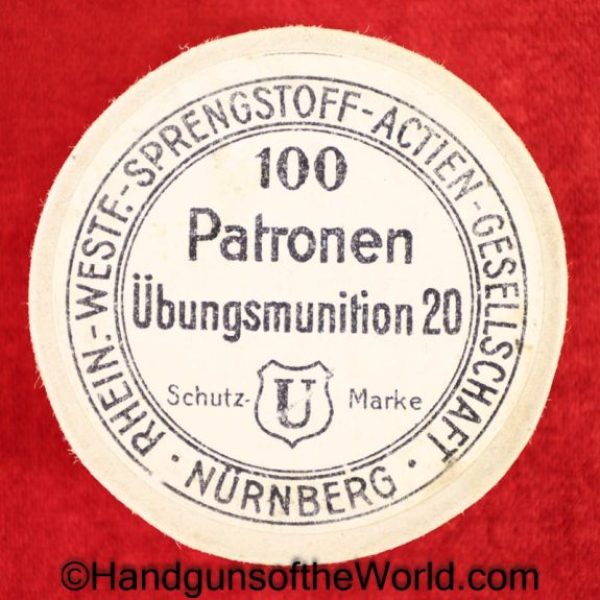 RHEIN.-WESTF.-SPRENGSTOFF-ACTIEN-GESELLSCHAFT
100
Patronen
Übungsmunition 20
Schutz- U Marke
· NÜRNBERG ·
©HandgunsoftheWorld.com